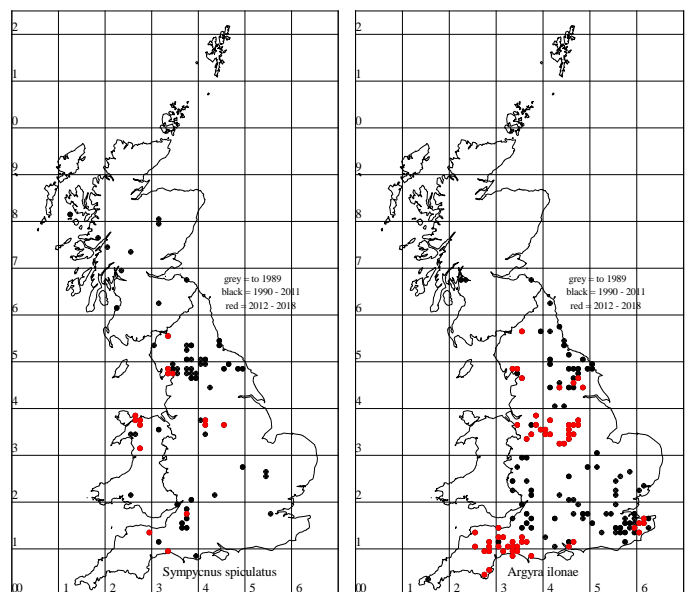 2
1
0
9
8
7
grey = to 1989
black = 1990 - 2011
red = 2012 - 2018
6
5
4
3
2
1
Sympycnus spiculatus
00 1 2 3 4 5 6
2
1
0
9
8
7
grey = to 1989
black = 1990 - 2011
red = 2012 - 2018
6
5
4
3
2
1
Argyra ilonae
00 1 2 3 4 5 6